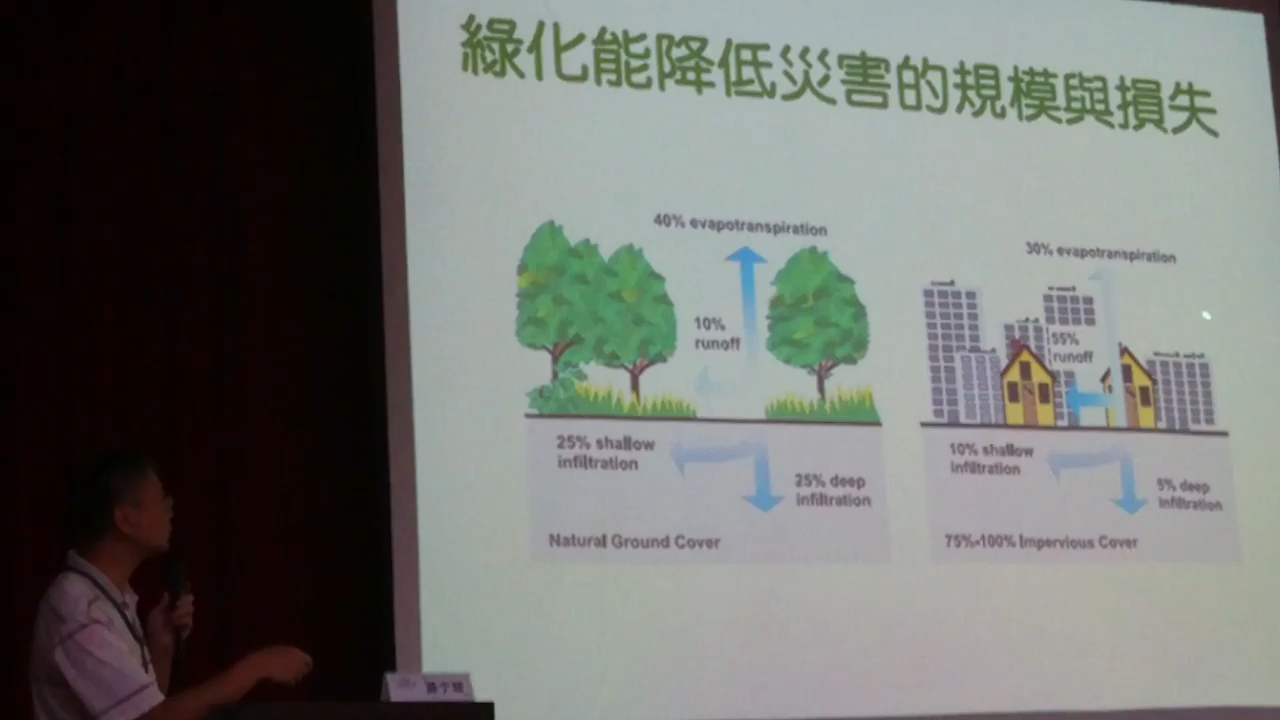 綠化能降低災害的規模與損失
40% evapotranspiration
10%
runoff
25% shallow
infiltration
25% deep
infiltration
Natural Ground Cover
30% evapotranspiration
55%
runoff
10% shallow
infiltration
5% deep
infiltration
75%-100% Impervious Cover